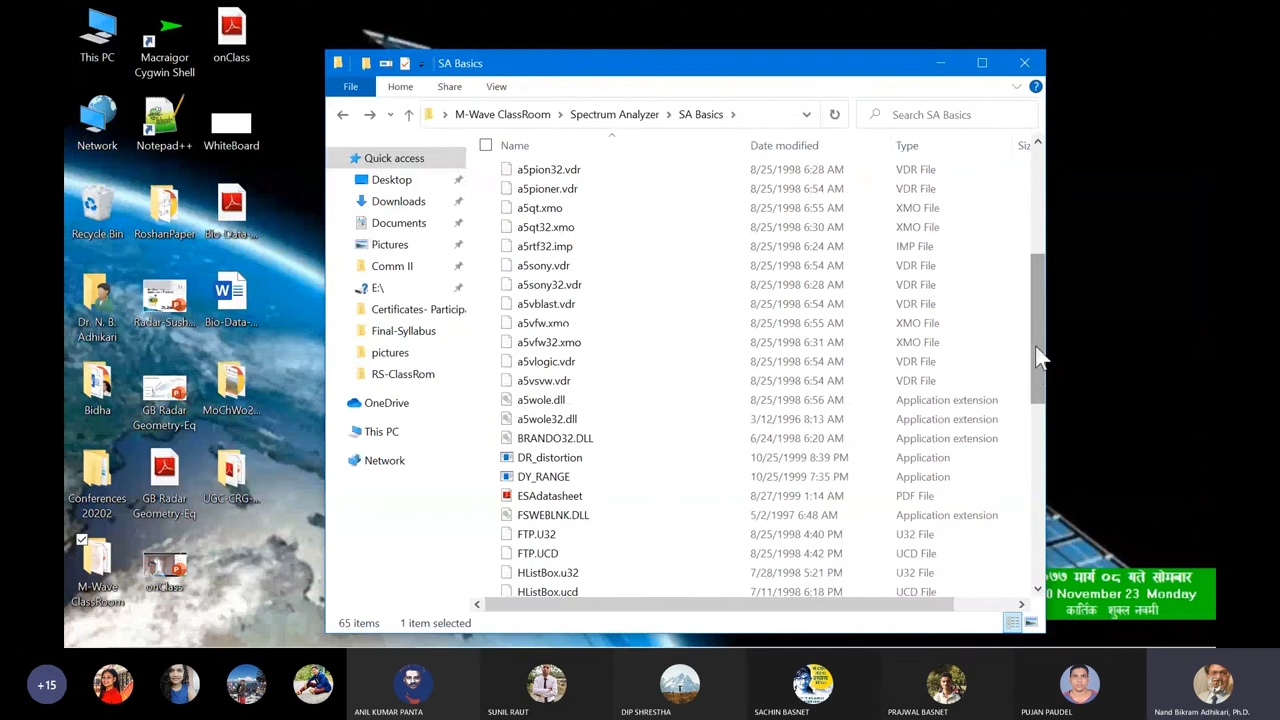 This PC
Macraigor
Cygwin Shell
onClass
Network
Notepad++
WhiteBoard
Recycle Bin
RoshanPaper
Bio-Data-...
Dr. N. B.
Adhikari
Radar-Sush...
Bio-Data-...
Bidha
GB Radar
Geometry-Eq
MoChWo2...
Conferences
20202
GB Radar
Geometry-Eq
UGC-CRG-...
M-Wave
ClassRoom
onClass
SA Basics
File
Home
Share
View
M-Wave ClassRoom
Spectrum Analyzer
SA Basics
Search SA Basics
Quick access
Desktop
Downloads
Documents
Pictures
Comm II
E:\
Certificates- Particip
Final-Syllabus
pictures
RS-ClassRom
OneDrive
This PC
Network
Name Date modified Type Siz
a5pion32.vdr 8/25/1998 6:28 AM VDR File
a5pioner.vdr 8/25/1998 6:54 AM VDR File
a5qt.xmo 8/25/1998 6:55 AM XMO File
a5qt32.xmo 8/25/1998 6:30 AM XMO File
a5rtf32.imp 8/25/1998 6:24 AM IMP File
a5sony.vdr 8/25/1998 6:54 AM VDR File
a5sony32.vdr 8/25/1998 6:28 AM VDR File
a5vblast.vdr 8/25/1998 6:54 AM VDR File
a5vfw.xmo 8/25/1998 6:55 AM XMO File
a5vfw32.xmo 8/25/1998 6:31 AM XMO File
a5vlogic.vdr 8/25/1998 6:54 AM VDR File
a5vsvw.vdr 8/25/1998 6:54 AM VDR File
a5wole.dll 8/25/1998 6:56 AM Application extension
a5wole32.dll 3/12/1996 8:13 AM Application extension
BRANDO32.DLL 6/24/1998 6:20 AM Application extension
DR_distortion 10/25/1999 8:39 PM Application
DY_RANGE 10/25/1999 7:35 PM Application
ESAdatasheet 8/27/1999 1:14 AM PDF File
FSWEBLNK.DLL 5/2/1997 6:48 AM Application extension
FTP.U32 8/25/1998 4:40 PM U32 File
FTP.UCD 8/25/1998 4:42 PM UCD File
HListBox.u32 7/28/1998 5:21 PM U32 File
HListBox.ucd 7/11/1998 6:18 PM UCD File
65 items 1 item selected
०७७ मार्ग ०८ गते सोमबार
0 November 23 Monday
कार्तिक शुक्ल नवमी
+15
ANIL KUMAR PANTA
SUNIL RAUT
DIP SHRESTHA
SACHIN BASNET
PRAJWAL BASNET
PUJAN PAUDEL
Nand Bikram Adhikari, Ph.D.